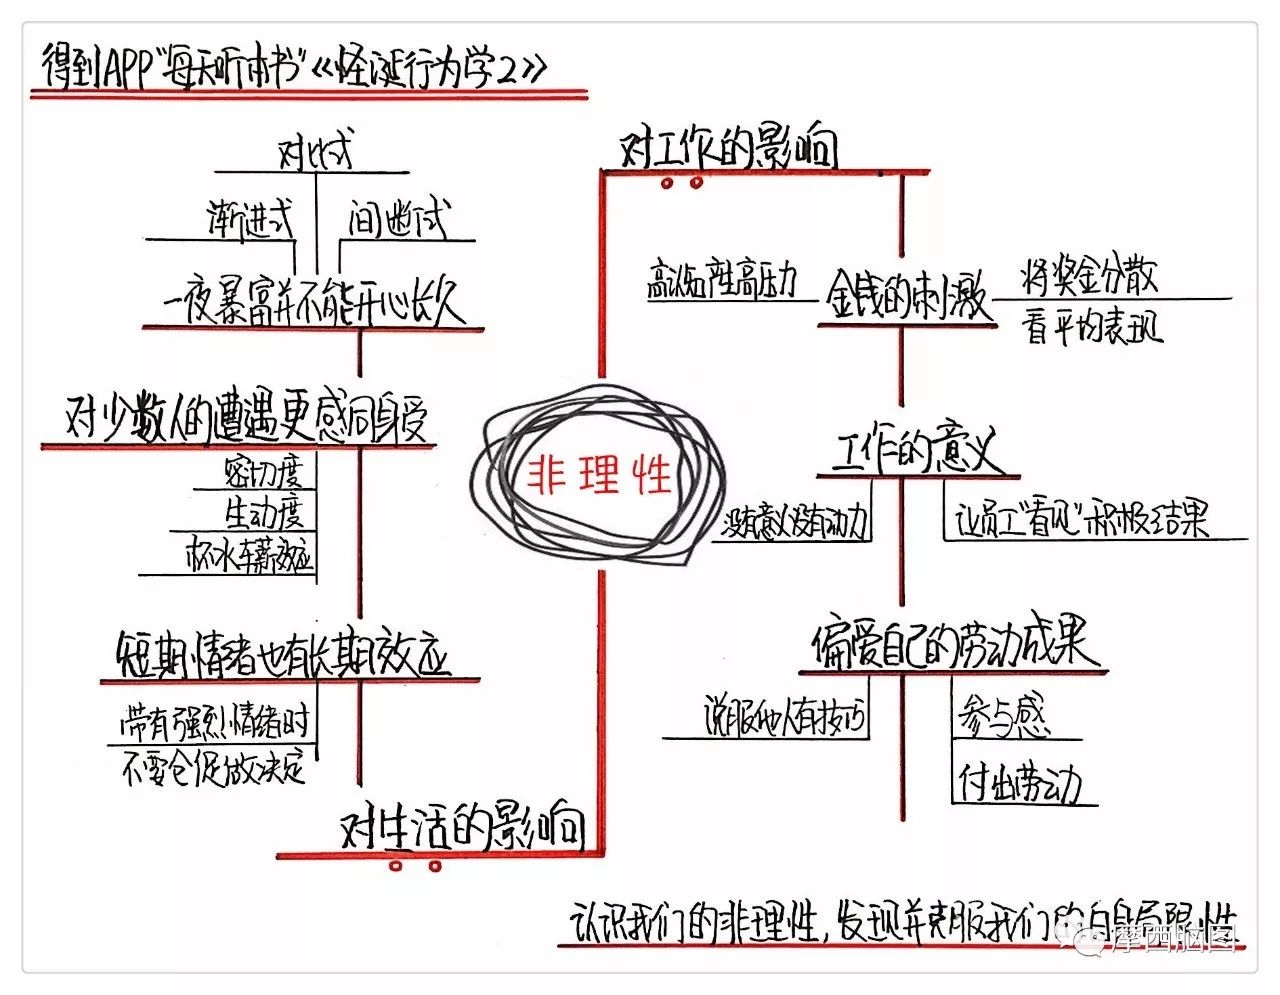 得到APP"每天听本书"《怪诞行为学2》
对工作的影响
金钱的刺激
高激励产生高压力
将奖金分散
看平均表现
工作的意义
没有意义没有动力
让员工"看见"积极结果
偏爱自己的劳动成果
说服他人有技巧
参与感
付出劳动
非理性
对比式
渐进式
间断式
一夜暴富并不能开心长久
对少数人的遭遇更感同身受
密切度
生动度
杯水车薪效应
短期情绪也有长期效应
带有强烈情绪时
不要仓促做决定
对生活的影响
认识我们的非理性,发现并克服我们的自身局限性
摩西脑图